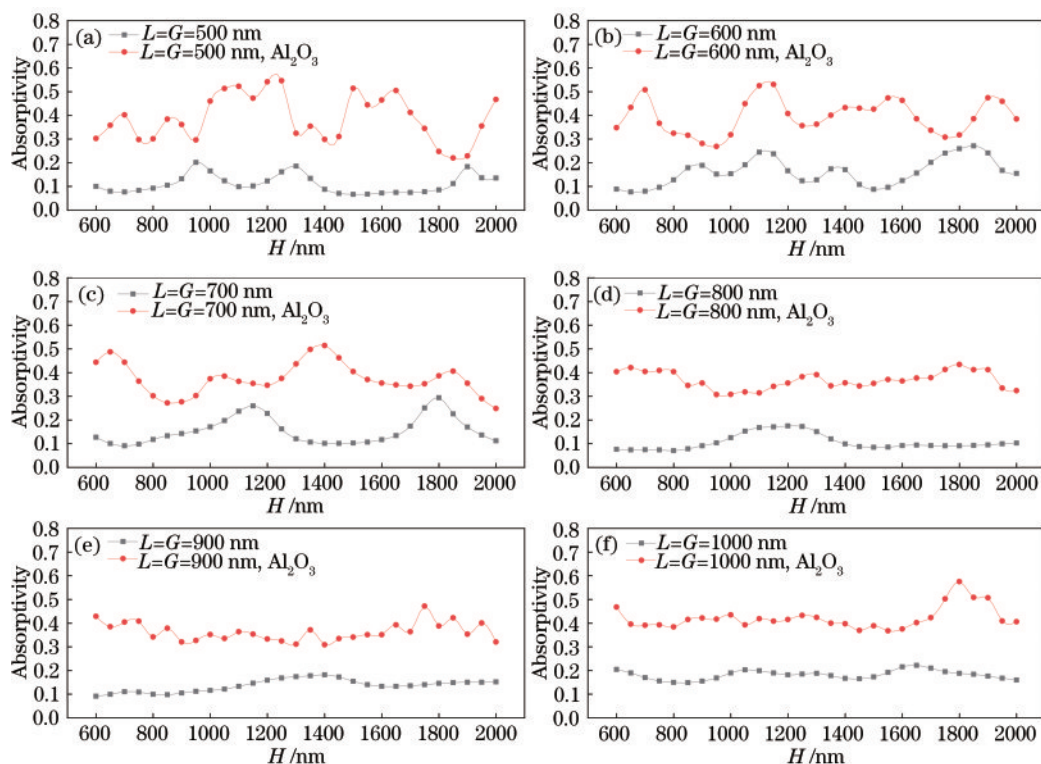 (a)
L=G=500 nm
L=G=500 nm, Al₂O₃
Absorptivity
0.8
0.7
0.6
0.5
0.4
0.3
0.2
0.1
0.0
600 800 1000 1200 1400 1600 1800 2000
H /nm
(b)
L=G=600 nm
L=G=600 nm, Al₂O₃
Absorptivity
0.8
0.7
0.6
0.5
0.4
0.3
0.2
0.1
0.0
600 800 1000 1200 1400 1600 1800 2000
H /nm
(c)
L=G=700 nm
L=G=700 nm, Al₂O₃
Absorptivity
0.8
0.7
0.6
0.5
0.4
0.3
0.2
0.1
0.0
600 800 1000 1200 1400 1600 1800 2000
H /nm
(d)
L=G=800 nm
L=G=800 nm, Al₂O₃
Absorptivity
0.8
0.7
0.6
0.5
0.4
0.3
0.2
0.1
0.0
600 800 1000 1200 1400 1600 1800 2000
H /nm
(e)
L=G=900 nm
L=G=900 nm, Al₂O₃
Absorptivity
0.8
0.7
0.6
0.5
0.4
0.3
0.2
0.1
0.0
600 800 1000 1200 1400 1600 1800 2000
H /nm
(f)
L=G=1000 nm
L=G=1000 nm, Al₂O₃
Absorptivity
0.8
0.7
0.6
0.5
0.4
0.3
0.2
0.1
0.0
600 800 1000 1200 1400 1600 1800 2000
H /nm